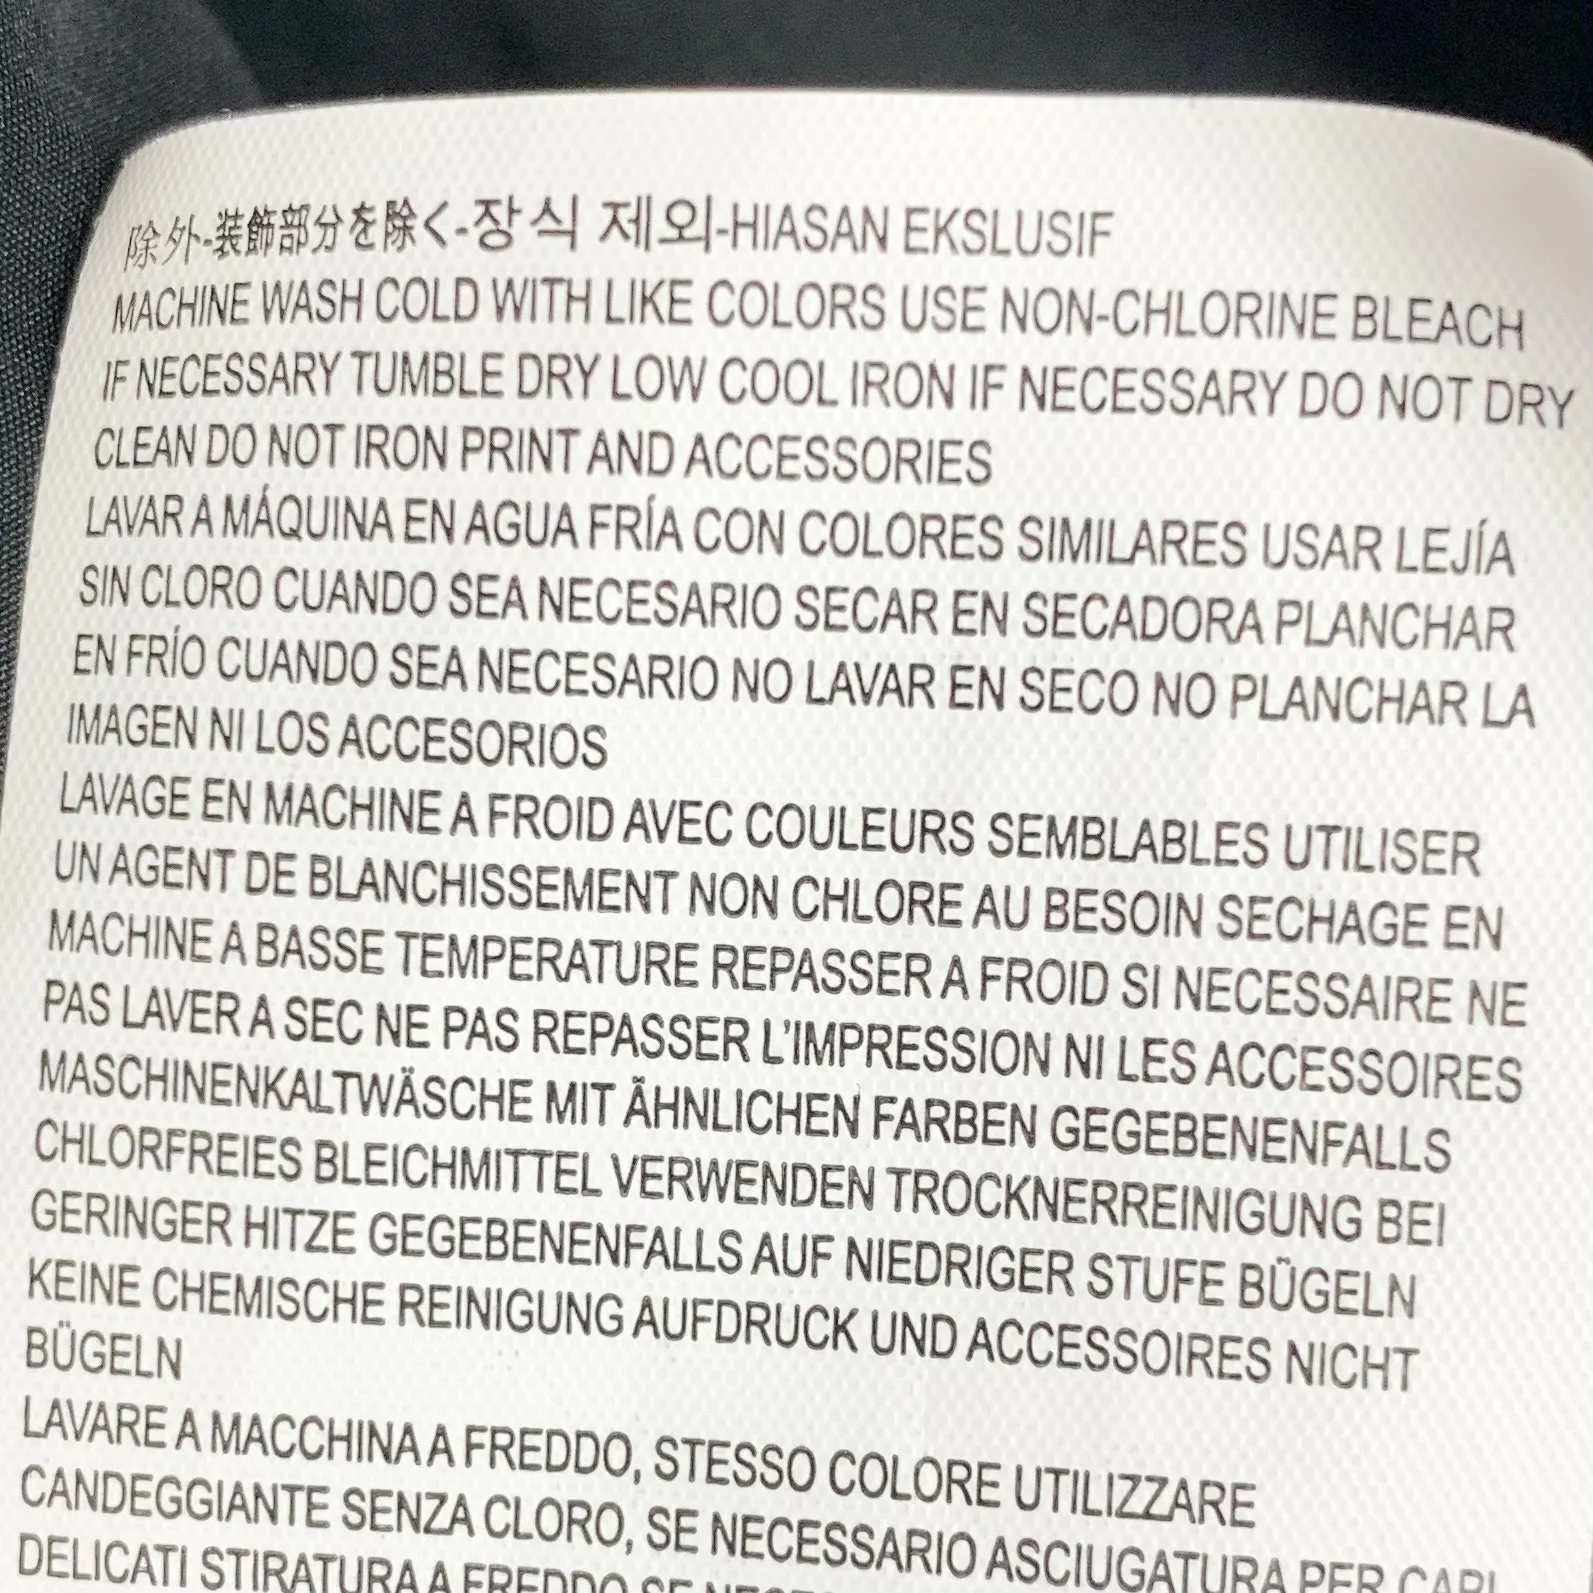 除外-装飾部分を除く-장식 제외-HIASAN EKSLUSIF
MACHINE WASH COLD WITH LIKE COLORS USE NON-CHLORINE BLEACH
IF NECESSARY TUMBLE DRY LOW COOL IRON IF NECESSARY DO NOT DRY
CLEAN DO NOT IRON PRINT AND ACCESSORIES
LAVAR A MÁQUINA EN AGUA FRÍA CON COLORES SIMILARES USAR LEJÍA
SIN CLORO CUANDO SEA NECESARIO SECAR EN SECADORA PLANCHAR
EN FRÍO CUANDO SEA NECESARIO NO LAVAR EN SECO NO PLANCHAR LA
IMAGEN NI LOS ACCESORIOS
LAVAGE EN MACHINE A FROID AVEC COULEURS SEMBLABLES UTILISER
UN AGENT DE BLANCHISSEMENT NON CHLORE AU BESOIN SECHAGE EN
MACHINE A BASSE TEMPERATURE REPASSER A FROID SI NECESSAIRE NE
PAS LAVER A SEC NE PAS REPASSER L'IMPRESSION NI LES ACCESSOIRES
MASCHINENKALTWÄSCHE MIT ÄHNLICHEN FARBEN GEGEBENENFALLS
CHLORFREIES BLEICHMITTEL VERWENDEN TROCKNERREINIGUNG BEI
GERINGER HITZE GEGEBENENFALLS AUF NIEDRIGER STUFE BÜGELN
KEINE CHEMISCHE REINIGUNG AUFDRUCK UND ACCESSOIRES NICHT
BÜGELN
LAVARE A MACCHINA A FREDDO, STESSO COLORE UTILIZZARE
CANDEGGIANTE SENZA CLORO, SE NECESSARIO ASCIUGATURA PER CAPI
DELICATI STIRATURA A FREDDO SE